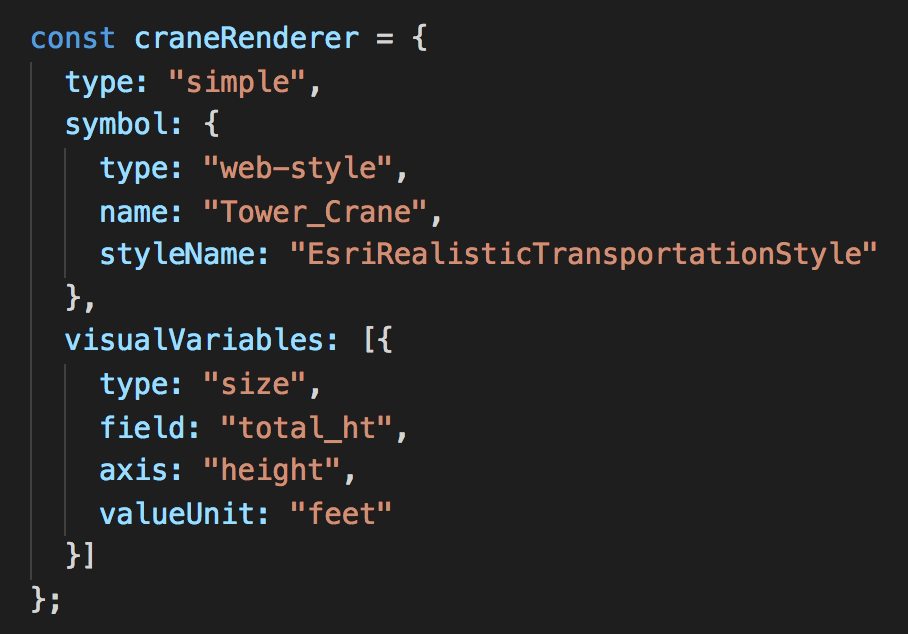 const craneRenderer = {
  type: "simple",
  symbol: {
    type: "web-style",
    name: "Tower_Crane",
    styleName: "EsriRealisticTransportationStyle"
  },
  visualVariables: [{
    type: "size",
    field: "total_ht",
    axis: "height",
    valueUnit: "feet"
  }]
};